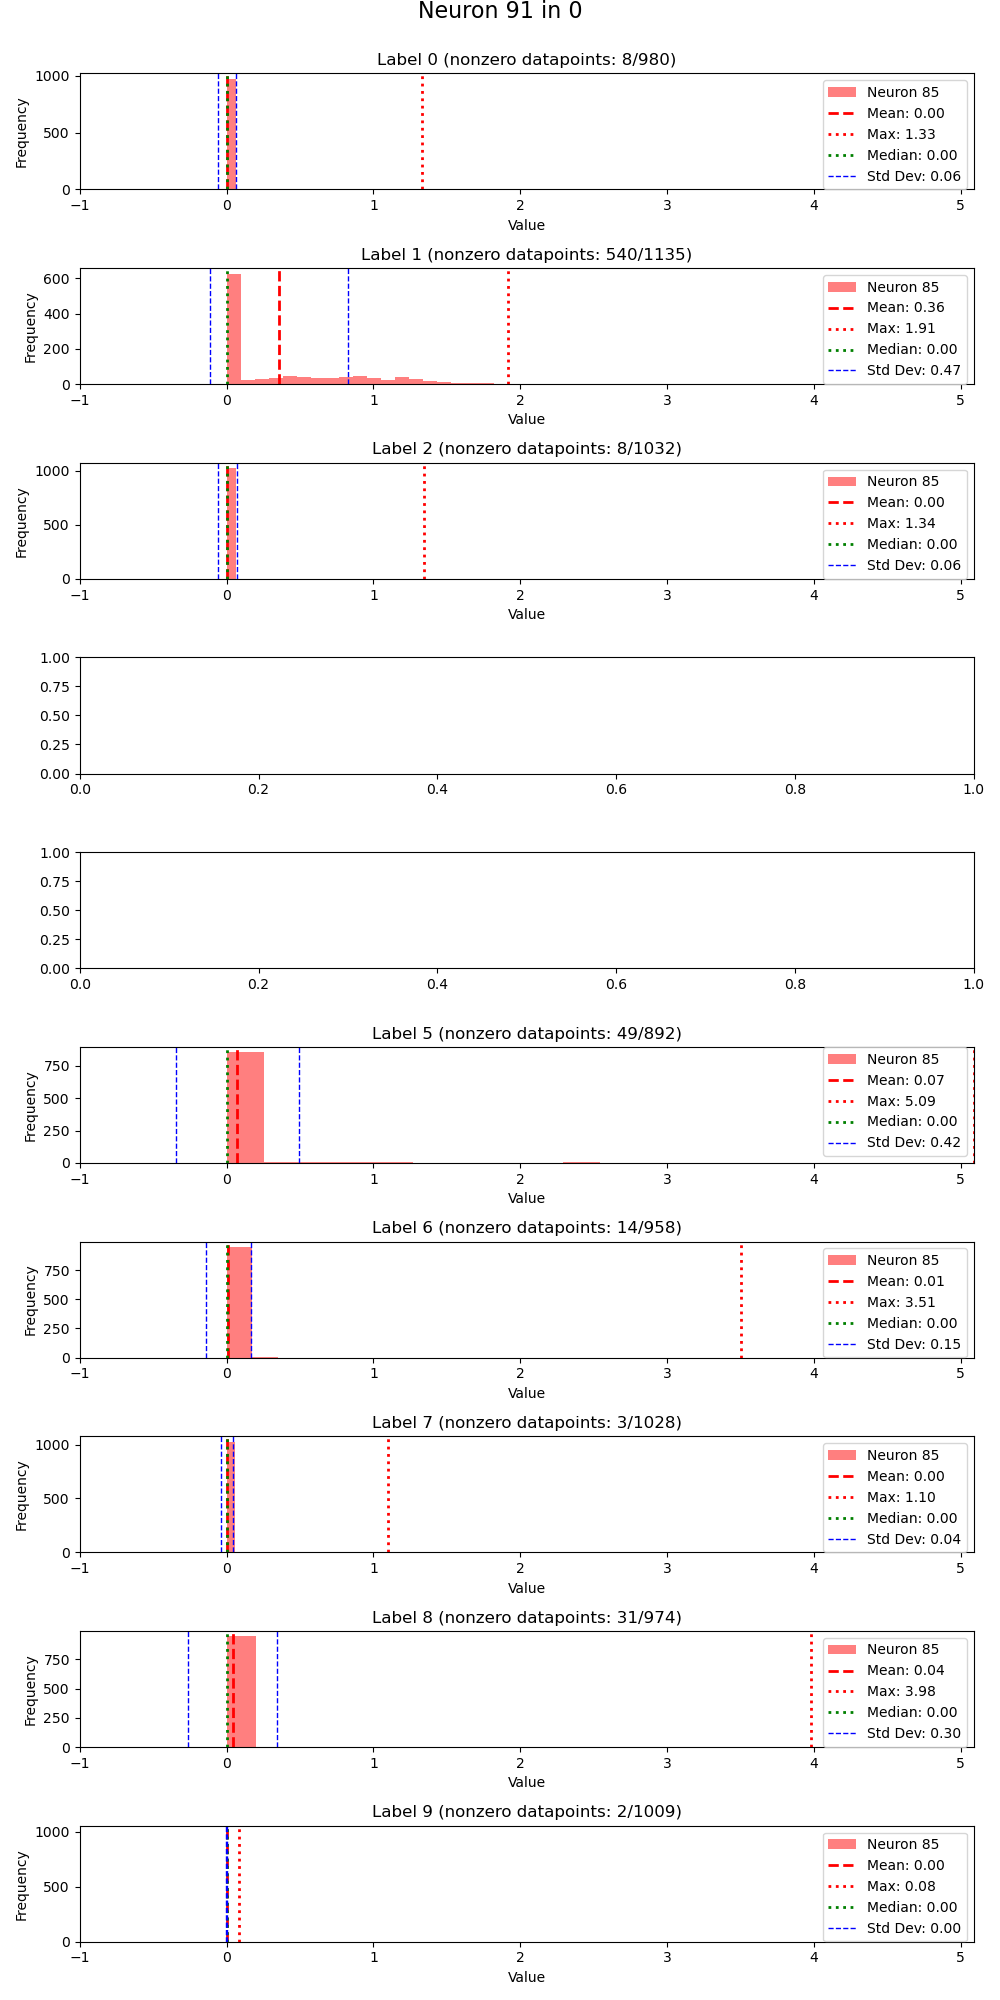 Neuron 91 in 0
Label 0 (nonzero datapoints: 8/980)
1000
500
0
Frequency
−1 0 1 2 3 4 5
Value
Neuron 85
Mean: 0.00
Max: 1.33
Median: 0.00
Std Dev: 0.06
Label 1 (nonzero datapoints: 540/1135)
600
400
200
0
Frequency
−1 0 1 2 3 4 5
Value
Neuron 85
Mean: 0.36
Max: 1.91
Median: 0.00
Std Dev: 0.47
Label 2 (nonzero datapoints: 8/1032)
1000
500
0
Frequency
−1 0 1 2 3 4 5
Value
Neuron 85
Mean: 0.00
Max: 1.34
Median: 0.00
Std Dev: 0.06
1.00
0.75
0.50
0.25
0.00
0.0 0.2 0.4 0.6 0.8 1.0
1.00
0.75
0.50
0.25
0.00
0.0 0.2 0.4 0.6 0.8 1.0
Label 5 (nonzero datapoints: 49/892)
750
500
250
0
Frequency
−1 0 1 2 3 4 5
Value
Neuron 85
Mean: 0.07
Max: 5.09
Median: 0.00
Std Dev: 0.42
Label 6 (nonzero datapoints: 14/958)
750
500
250
0
Frequency
−1 0 1 2 3 4 5
Value
Neuron 85
Mean: 0.01
Max: 3.51
Median: 0.00
Std Dev: 0.15
Label 7 (nonzero datapoints: 3/1028)
1000
500
0
Frequency
−1 0 1 2 3 4 5
Value
Neuron 85
Mean: 0.00
Max: 1.10
Median: 0.00
Std Dev: 0.04
Label 8 (nonzero datapoints: 31/974)
750
500
250
0
Frequency
−1 0 1 2 3 4 5
Value
Neuron 85
Mean: 0.04
Max: 3.98
Median: 0.00
Std Dev: 0.30
Label 9 (nonzero datapoints: 2/1009)
1000
500
0
Frequency
−1 0 1 2 3 4 5
Value
Neuron 85
Mean: 0.00
Max: 0.08
Median: 0.00
Std Dev: 0.00